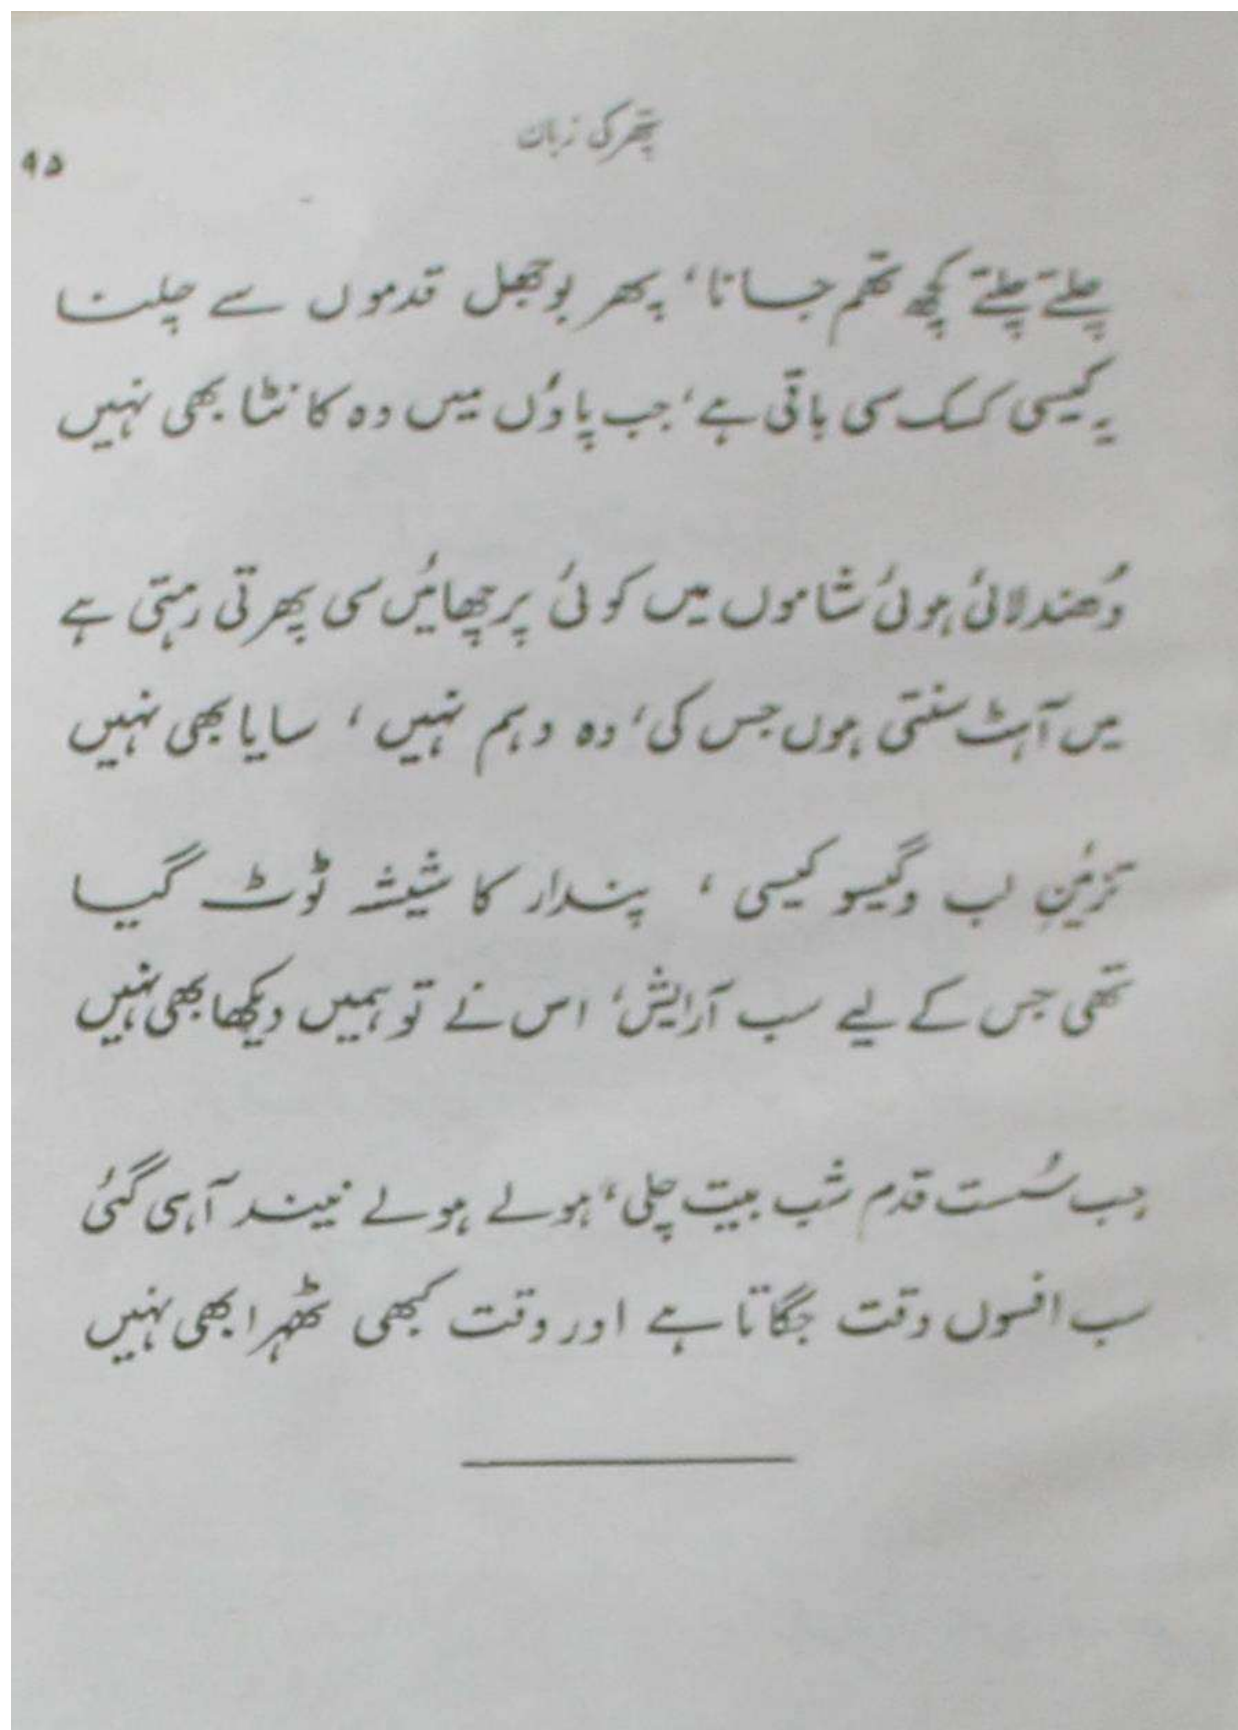 پتھر کی زبان
۹۵
چلتے چلتے کچھ تھم جانا، پھر بوجھل قدموں سے چلنا
یہ کیسی کسک سی باقی ہے، جب پاؤں میں وہ کانٹا بھی نہیں
دُھندلائی ہوئی شاموں میں کوئی پرچھائیں سی پھرتی رہتی ہے
میں آہٹ سنتی ہوں جس کی، وہ وہم نہیں، سایا بھی نہیں
تزئینِ لب و گیسو کیسی، پندار کا شیشہ ٹوٹ گیا
تھی جس کے لیے سب آرایش، اس نے تو ہمیں دیکھا بھی نہیں
جب سُست قدم شب بیت چلی، ہولے ہولے نیند آ ہی گئی
سب افسوں وقت جگاتا ہے اور وقت کبھی ٹھہرا بھی نہیں